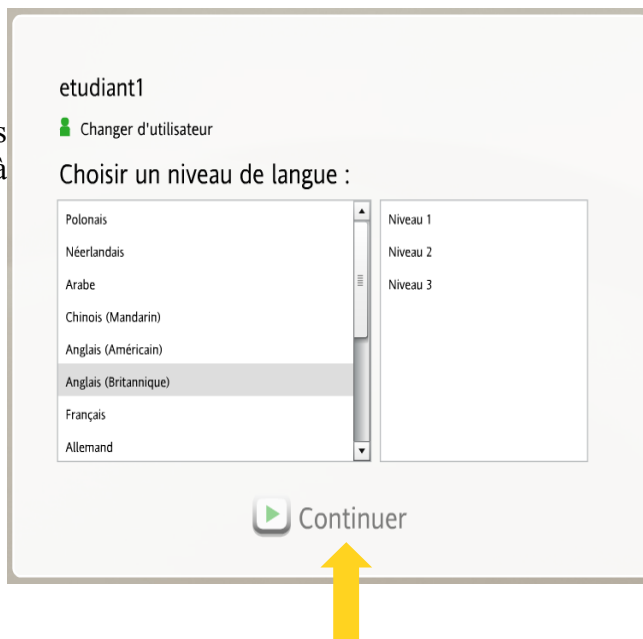 etudiant1
s
Changer d'utilisateur
à
Choisir un niveau de langue :
Polonais
Néerlandais
Arabe
Chinois (Mandarin)
Anglais (Américain)
Anglais (Britannique)
Français
Allemand
Niveau 1
Niveau 2
Niveau 3
Continuer